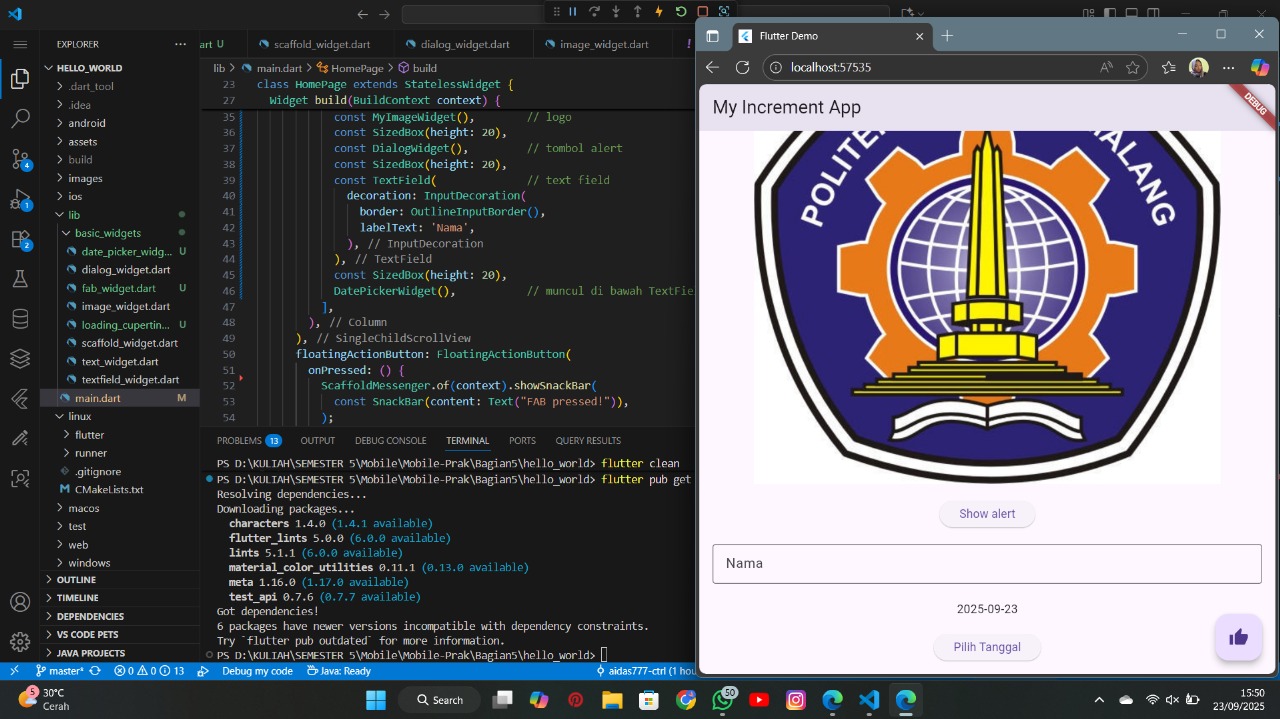 EXPLORER
HELLO_WORLD
.dart_tool
.idea
android
assets
build
images
ios
lib
basic_widgets
date_picker_widg... U
dialog_widget.dart
fab_widget.dart U
image_widget.dart
loading_cupertin... U
scaffold_widget.dart
text_widget.dart
textfield_widget.dart
main.dart M
linux
flutter
runner
.gitignore
CMakeLists.txt
macos
test
web
windows
OUTLINE
TIMELINE
DEPENDENCIES
VS CODE PETS
JAVA PROJECTS
4
1
2
art U scaffold_widget.dart dialog_widget.dart image_widget.dart
lib > main.dart > HomePage > build
23 class HomePage extends StatelessWidget {
27 Widget build(BuildContext context) {
35 const MyImageWidget(), // logo
36 const SizedBox(height: 20),
37 const DialogWidget(), // tombol alert
38 const SizedBox(height: 20),
39 const TextField( // text field
40 decoration: InputDecoration(
41 border: OutlineInputBorder(),
42 labelText: 'Nama',
43 ), // InputDecoration
44 ), // TextField
45 const SizedBox(height: 20),
46 DatePickerWidget(), // muncul di bawah TextFie
47 ],
48 ), // Column
49 ), // SingleChildScrollView
50 floatingActionButton: FloatingActionButton(
51 onPressed: () {
52 ScaffoldMessenger.of(context).showSnackBar(
53 const SnackBar(content: Text("FAB pressed!")),
54 );
PROBLEMS 13 OUTPUT DEBUG CONSOLE TERMINAL PORTS QUERY RESULTS
PS D:\KULIAH\SEMESTER 5\Mobile\Mobile-Prak\Bagian5\hello_world> flutter clean
PS D:\KULIAH\SEMESTER 5\Mobile\Mobile-Prak\Bagian5\hello_world> flutter pub get
Resolving dependencies...
Downloading packages...
characters 1.4.0 (1.4.1 available)
flutter_lints 5.0.0 (6.0.0 available)
lints 5.1.1 (6.0.0 available)
material_color_utilities 0.11.1 (0.13.0 available)
meta 1.16.0 (1.17.0 available)
test_api 0.7.6 (0.7.7 available)
Got dependencies!
6 packages have newer versions incompatible with dependency constraints.
Try `flutter pub outdated` for more information.
PS D:\KULIAH\SEMESTER 5\Mobile\Mobile-Prak\Bagian5\hello_world>
master* 0 0 13 Debug my code Java: Ready aidas777-ctrl (1 hou
Flutter Demo
localhost:57535
My Increment App
DEBUG
Show alert
Nama
2025-09-23
Pilih Tanggal
5
30°C
Cerah
Search
50
15:50
23/09/2025